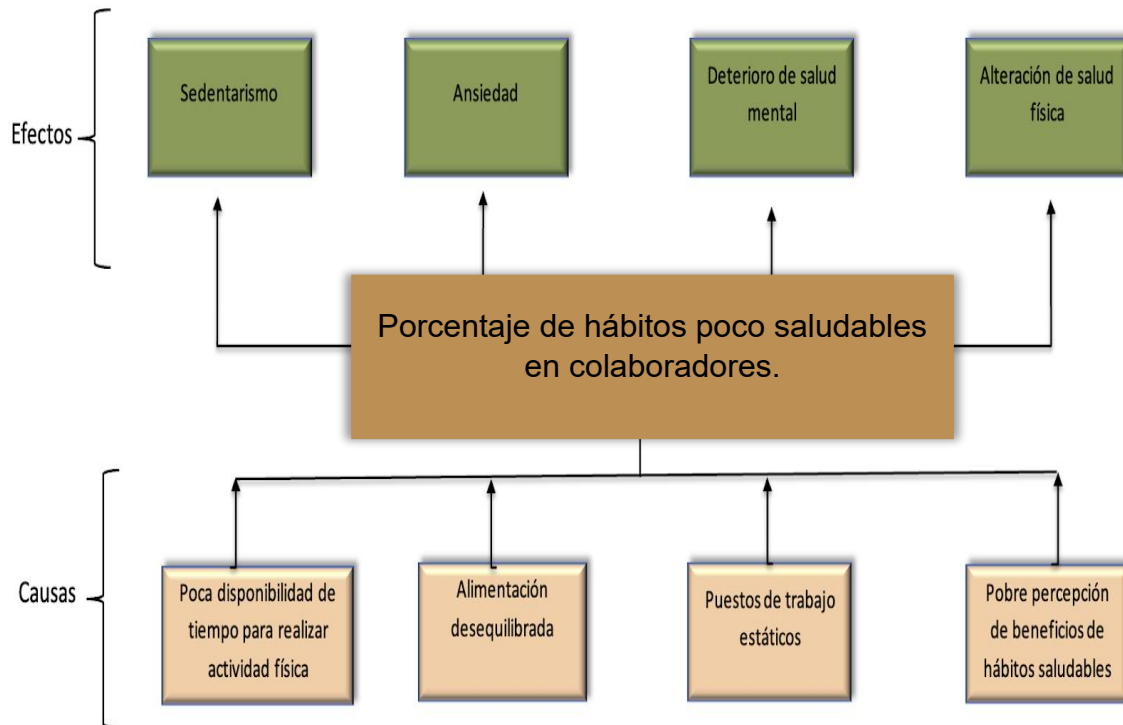 Efectos
Sedentarismo
Ansiedad
Deterioro de salud
mental
Alteración de salud
física
Porcentaje de hábitos poco saludables
en colaboradores.
Causas
Poca disponibilidad de
tiempo para realizar
actividad física
Alimentación
desequilibrada
Puestos de trabajo
estáticos
Pobre percepción
de beneficios de
hábitos saludables